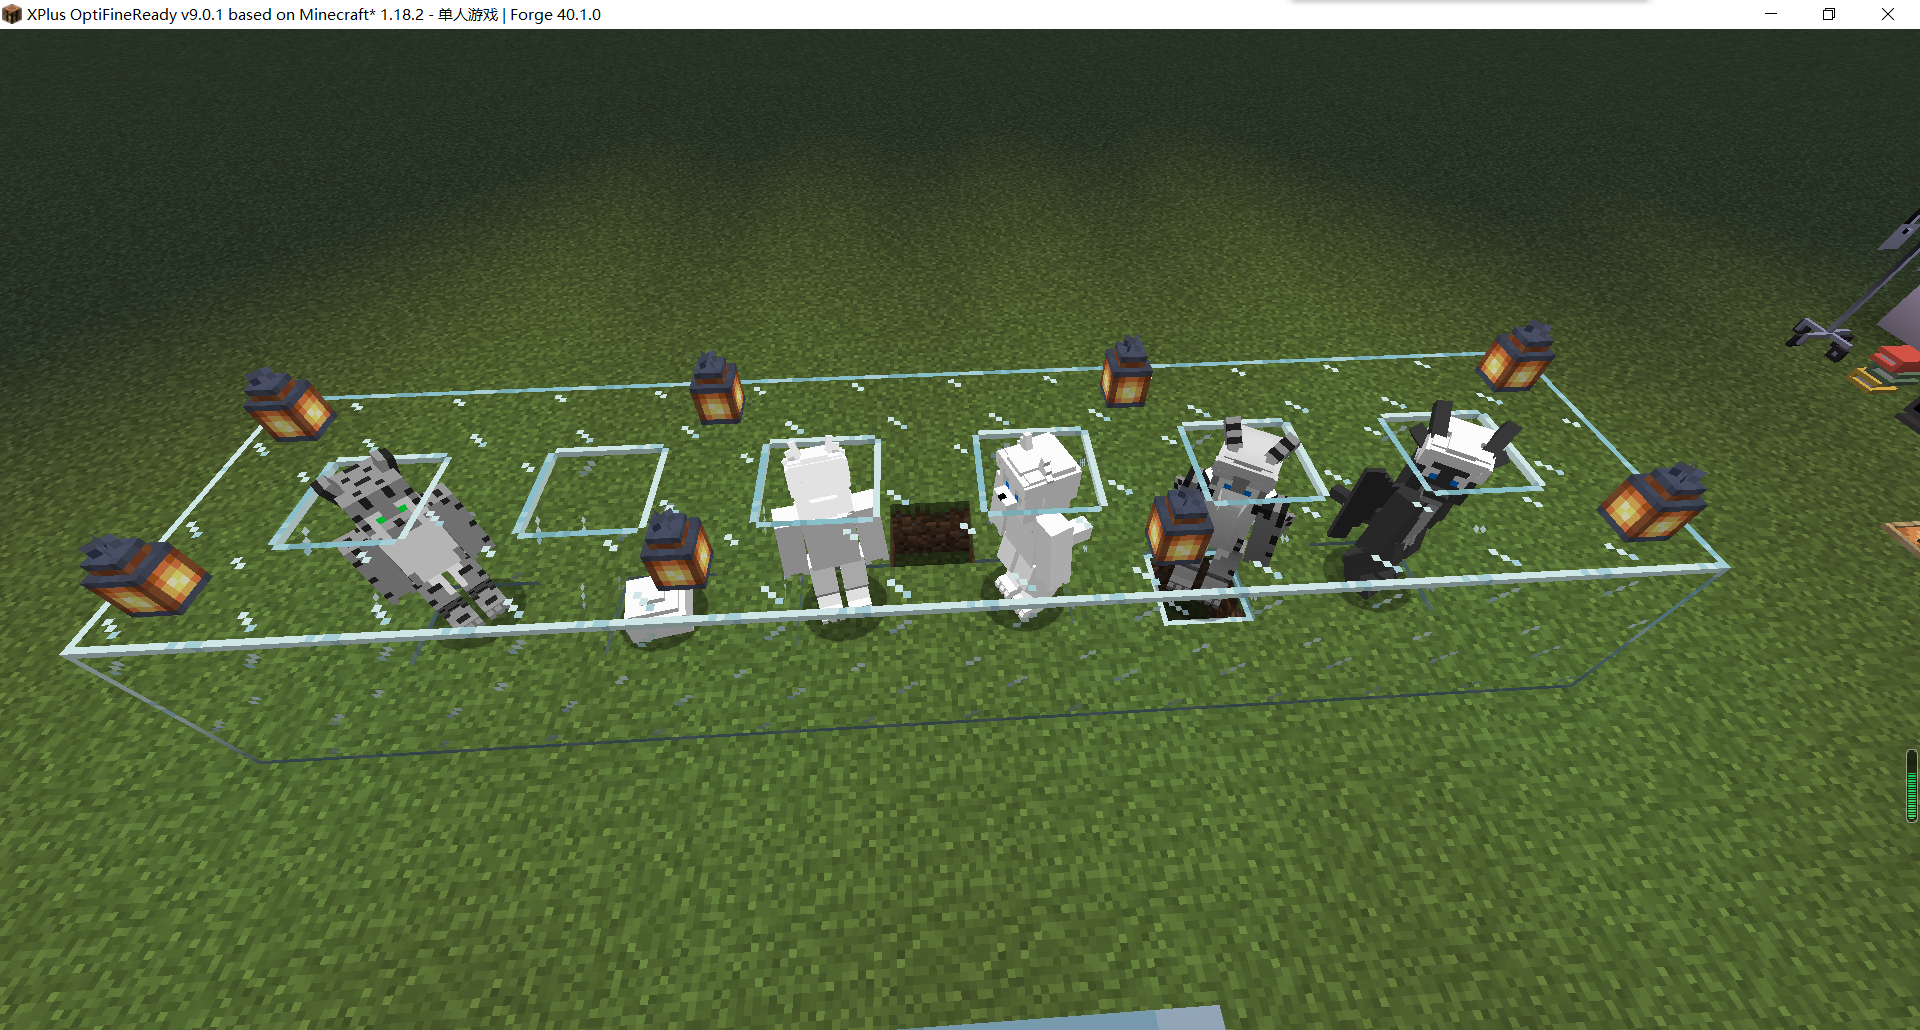 XPlus OptiFineReady v9.0.1 based on Minecraft* 1.18.2 - 单人游戏 | Forge 40.1.0